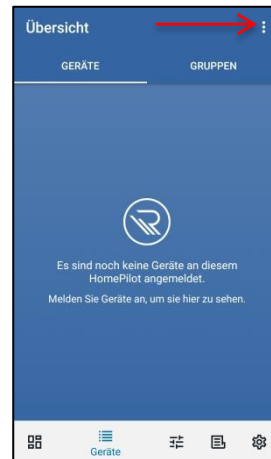 Übersicht
GERÄTE GRUPPEN
Es sind noch keine Geräte an diesem
HomePilot angemeldet.
Melden Sie Geräte an, um sie hier zu sehen.
Geräte